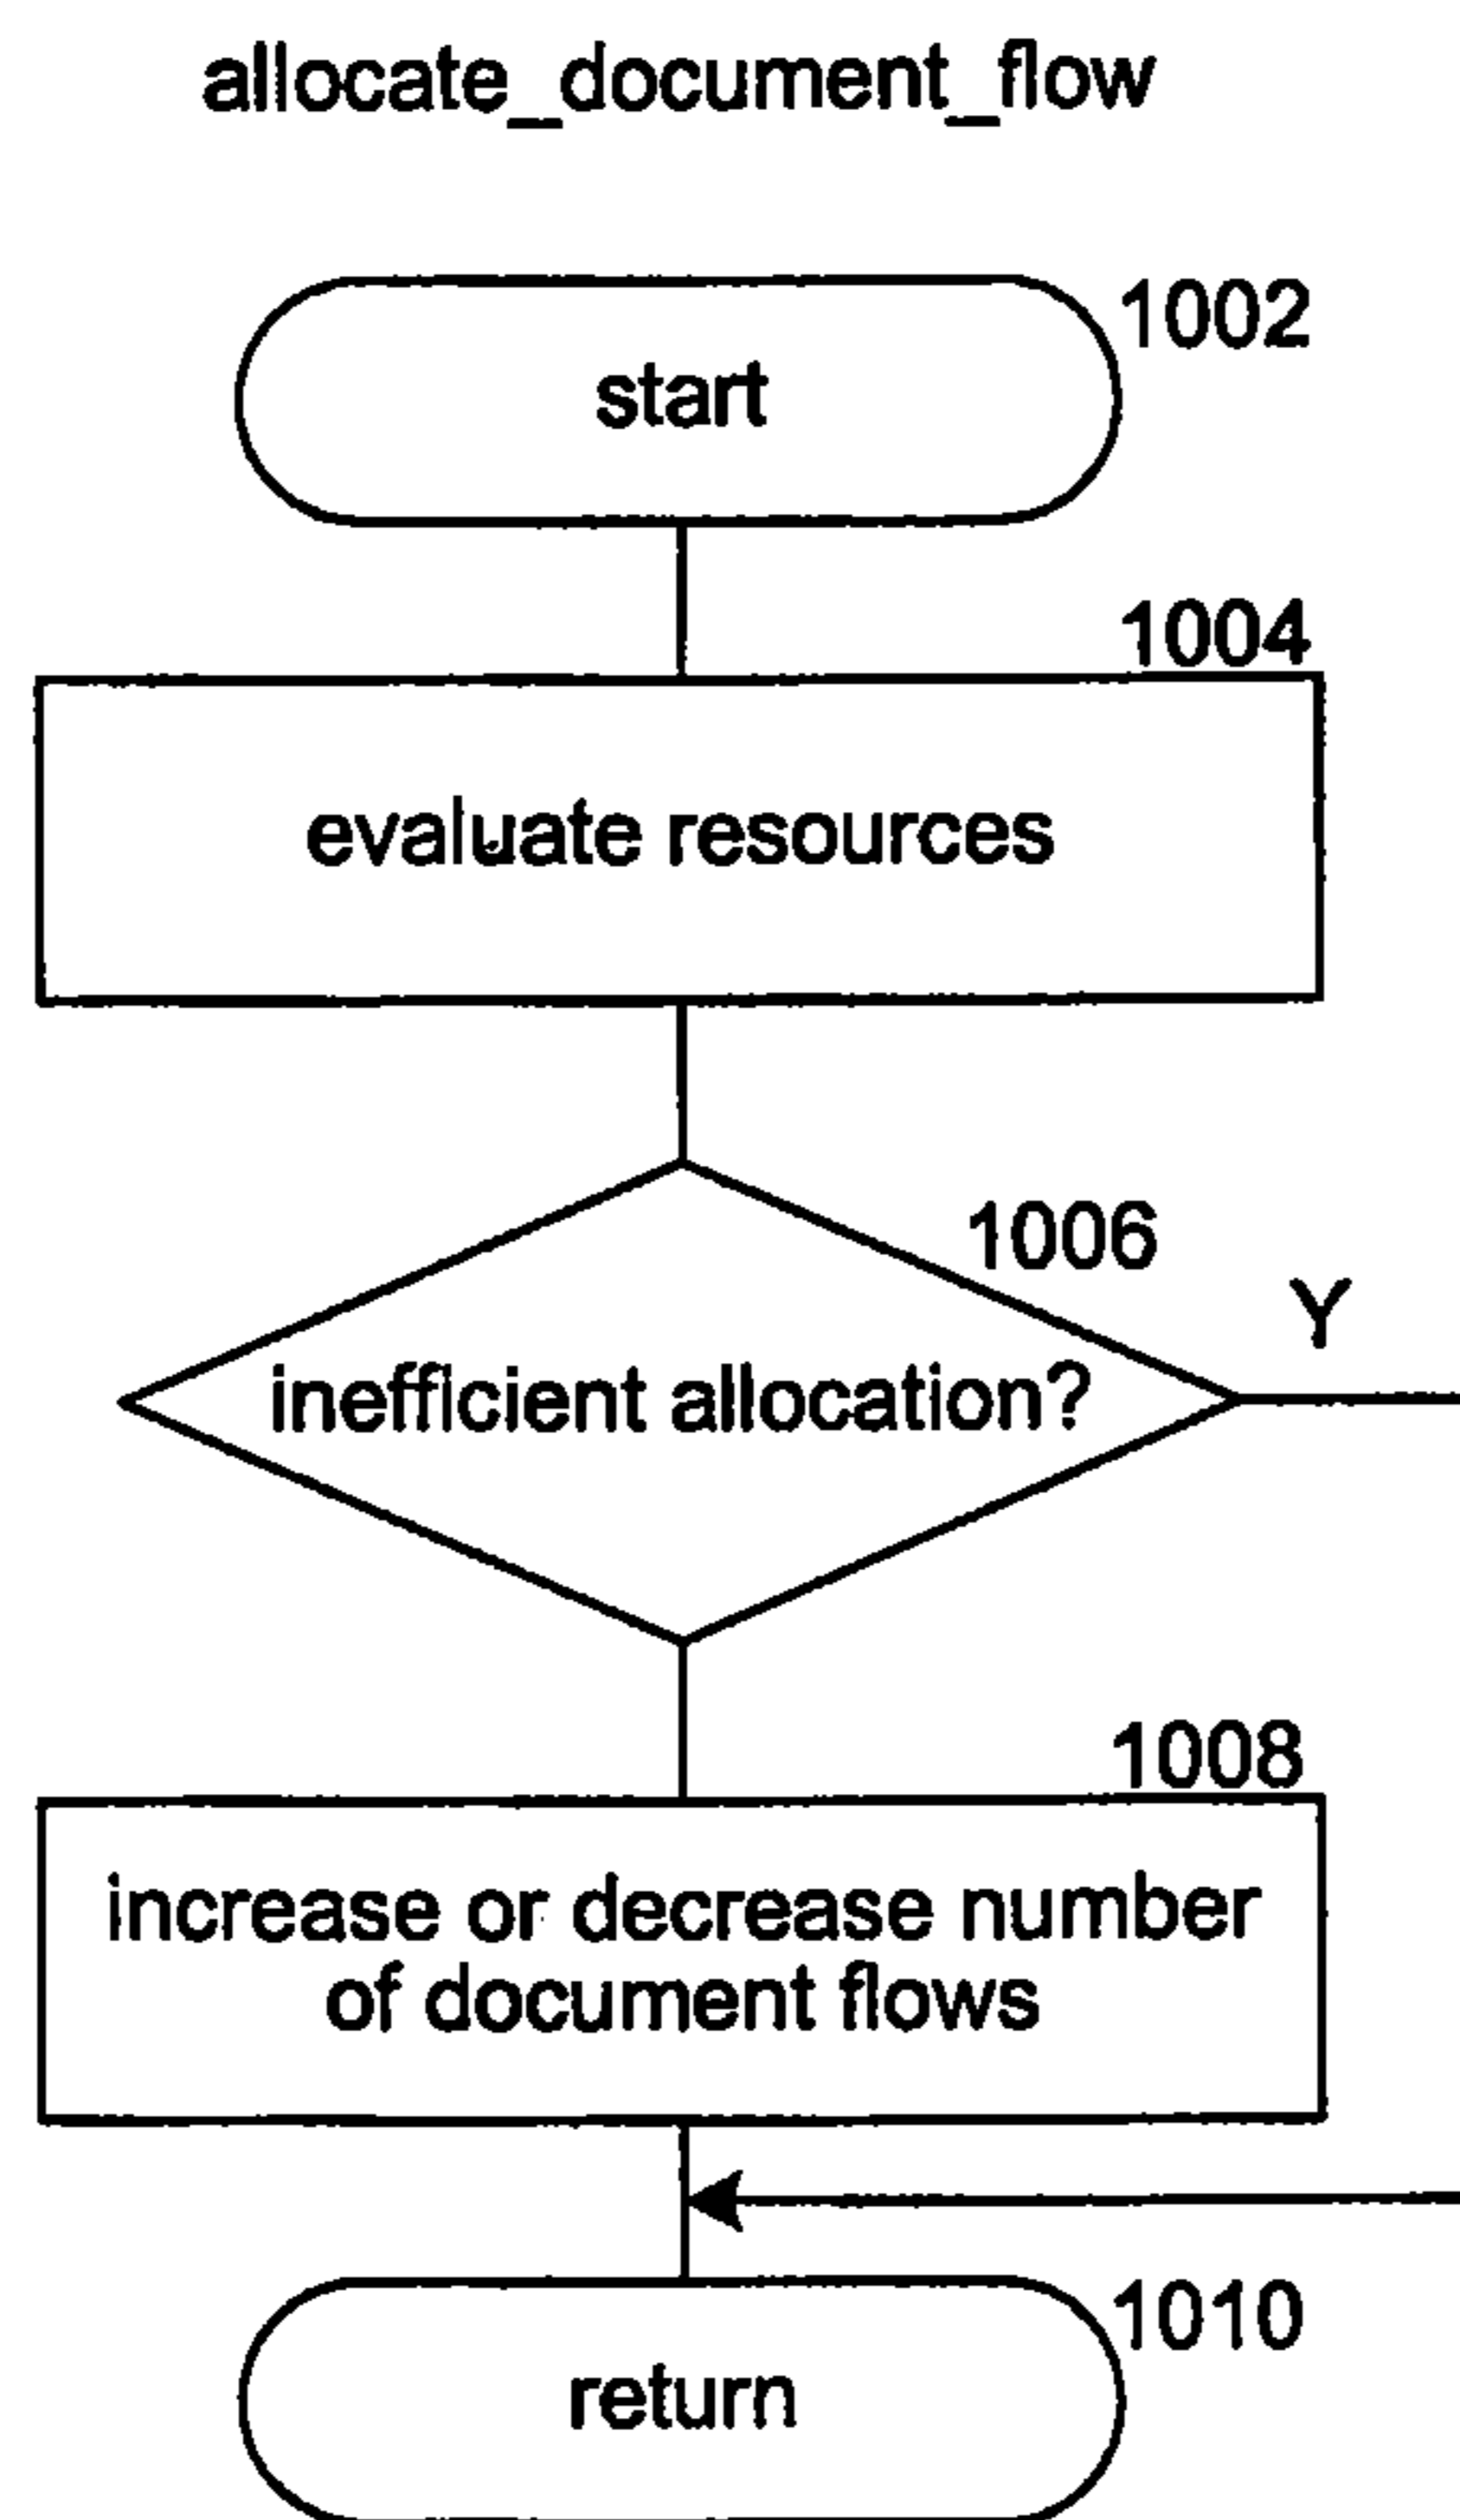 allocate_document_flow
1002
start
1004
evaluate resources
1006
Y
inefficient allocation?
1008
increase or decrease number
of document flows
1010
return